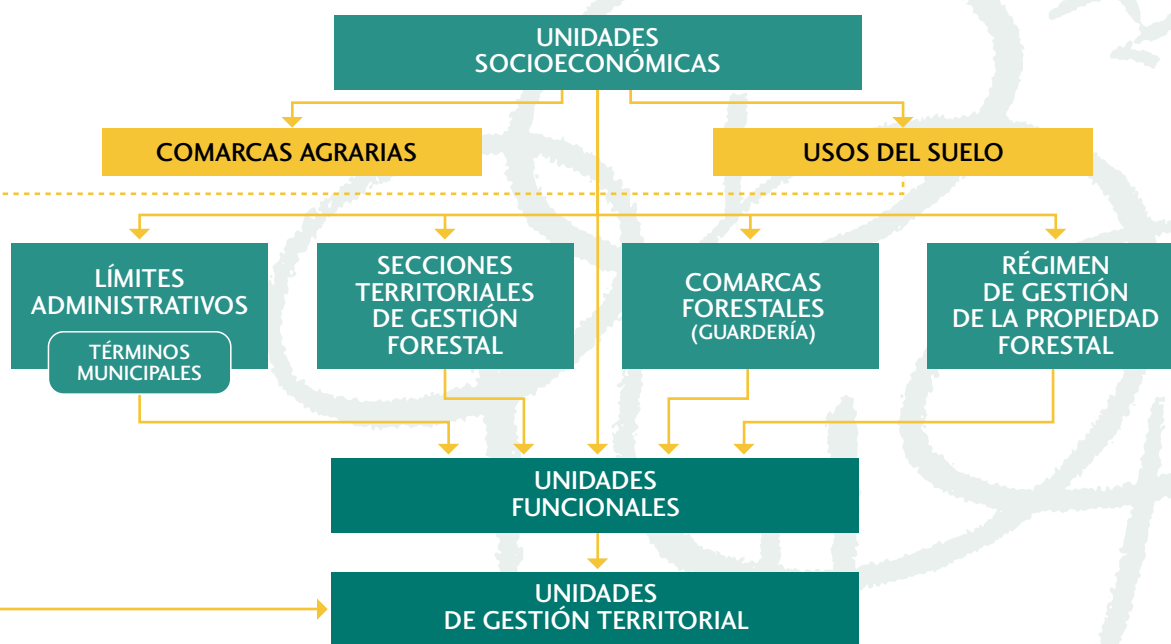 UNIDADES
SOCIOECONÓMICAS
COMARCAS AGRARIAS
USOS DEL SUELO
LÍMITES
ADMINISTRATIVOS
TÉRMINOS
MUNICIPALES
SECCIONES
TERRITORIALES
DE GESTIÓN
FORESTAL
COMARCAS
FORESTALES
(GUARDERÍA)
RÉGIMEN
DE GESTIÓN
DE LA PROPIEDAD
FORESTAL
UNIDADES
FUNCIONALES
UNIDADES
DE GESTIÓN TERRITORIAL